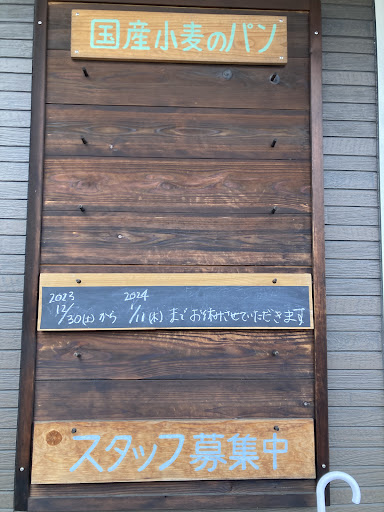 国産小麦のパン
2023 2024
12/30(土)から 1/11(木)までお休みさせていただきます
スタッフ募集中